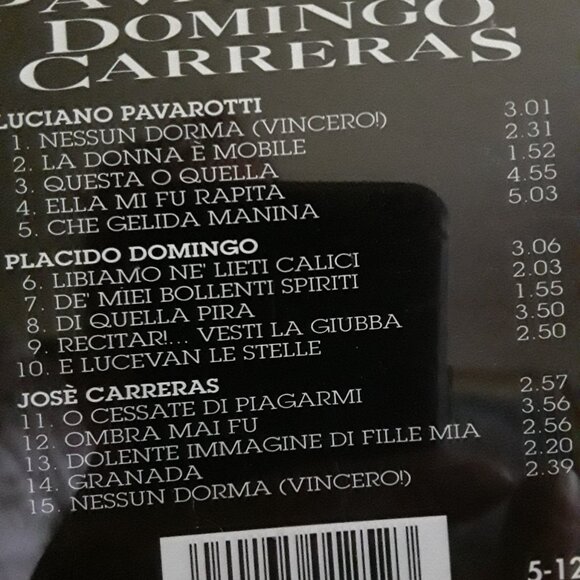 DOMINGO
CARRERAS
LUCIANO PAVAROTTI
1. NESSUN DORMA (VINCERO!) 3.01
2. LA DONNA È MOBILE 2.31
3. QUESTA O QUELLA 1.52
4. ELLA MI FU RAPITA 4.55
5. CHE GELIDA MANINA 5.03
PLACIDO DOMINGO
6. LIBIAMO NE' LIETI CALICI 3.06
7. DE' MIEI BOLLENTI SPIRITI 2.03
8. DI QUELLA PIRA 1.55
9. RECITAR!... VESTI LA GIUBBA 3.50
10. E LUCEVAN LE STELLE 2.50
JOSÈ CARRERAS
11. O CESSATE DI PIAGARMI 2.57
12. OMBRA MAI FU 3.56
13. DOLENTE IMMAGINE DI FILLE MIA 2.56
14. GRANADA 2.20
15. NESSUN DORMA (VINCERO!) 2.39
5-12